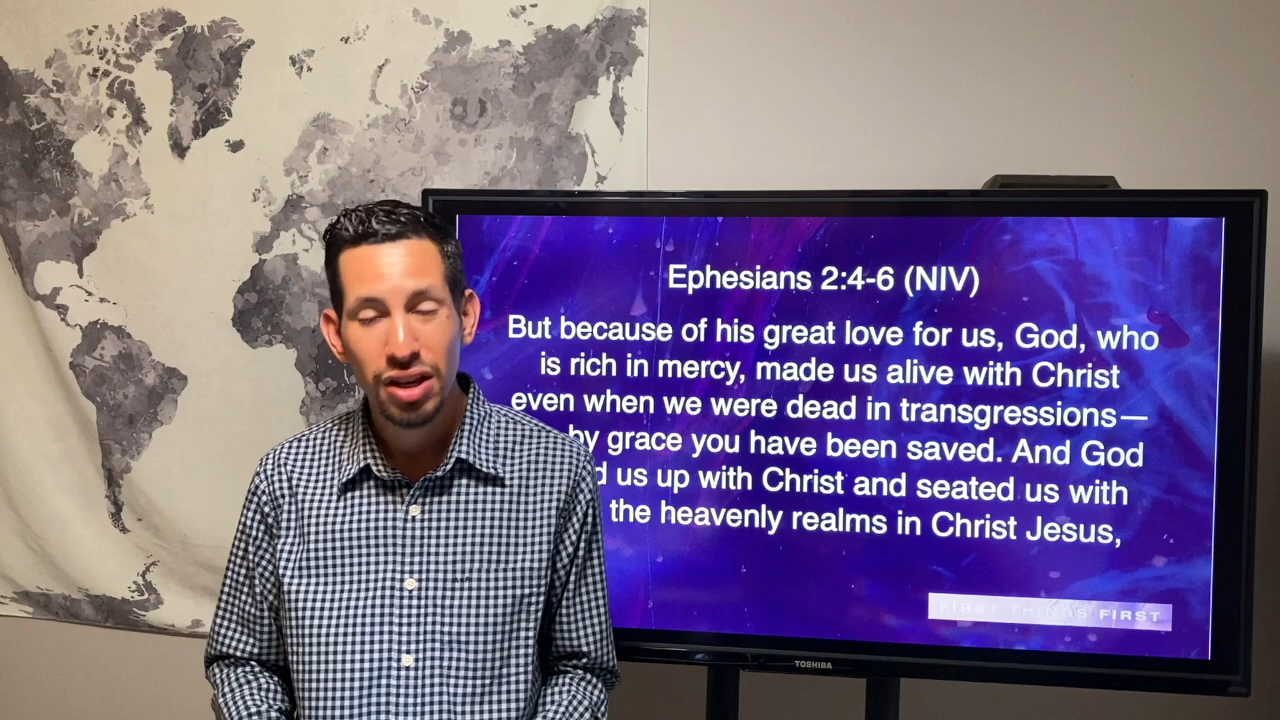 Ephesians 2:4-6 (NIV)
But because of his great love for us, God, who
is rich in mercy, made us alive with Christ
even when we were dead in transgressions—
by grace you have been saved. And God
us up with Christ and seated us with
the heavenly realms in Christ Jesus,
FIRST THINGS FIRST
TOSHIBA